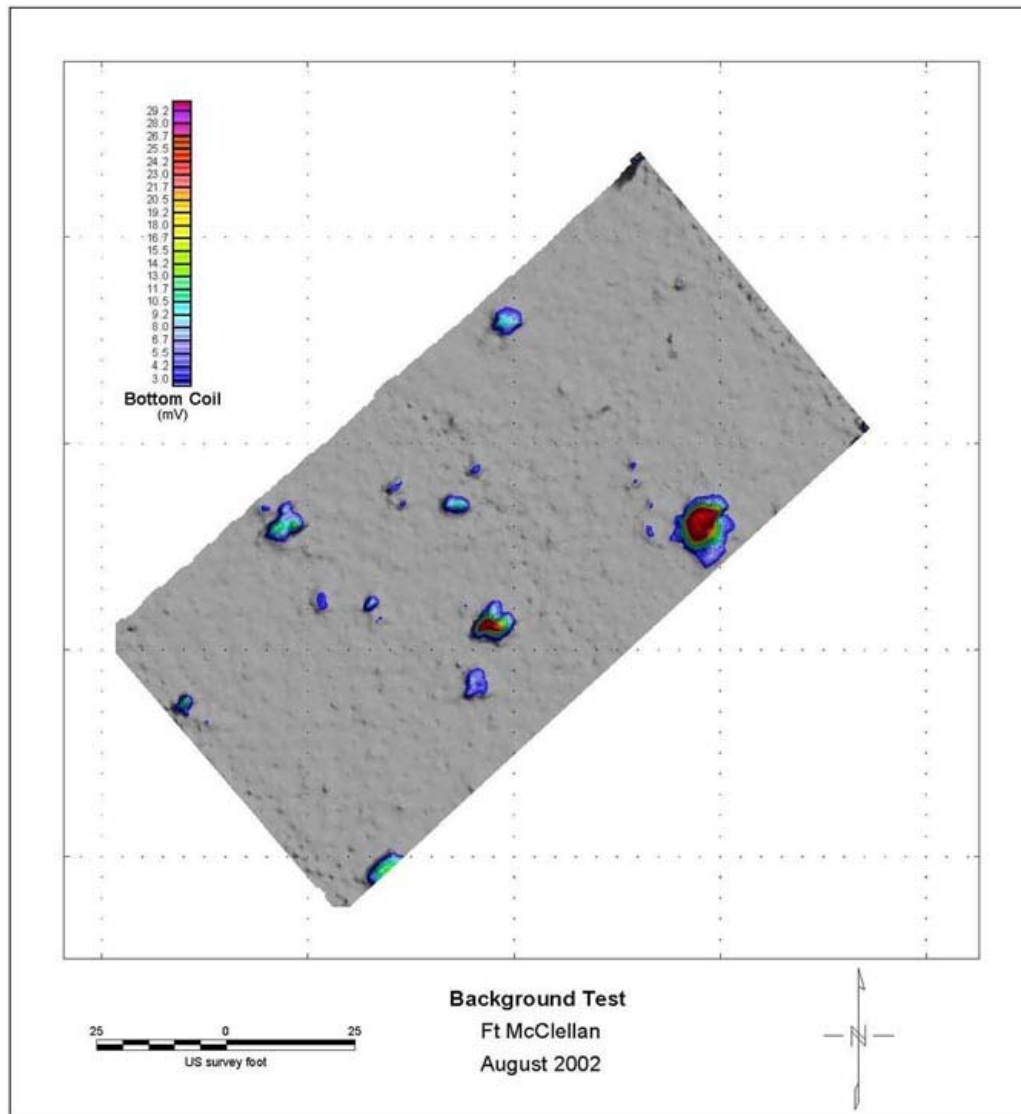 29.2
28.0
26.7
25.5
24.2
23.0
21.7
20.5
19.2
18.0
16.7
15.5
14.2
13.0
11.7
10.5
9.2
8.0
6.7
5.5
4.2
3.0
Bottom Coil
(mV)
Background Test
Ft McClellan
August 2002
25 0 25
US survey foot
N